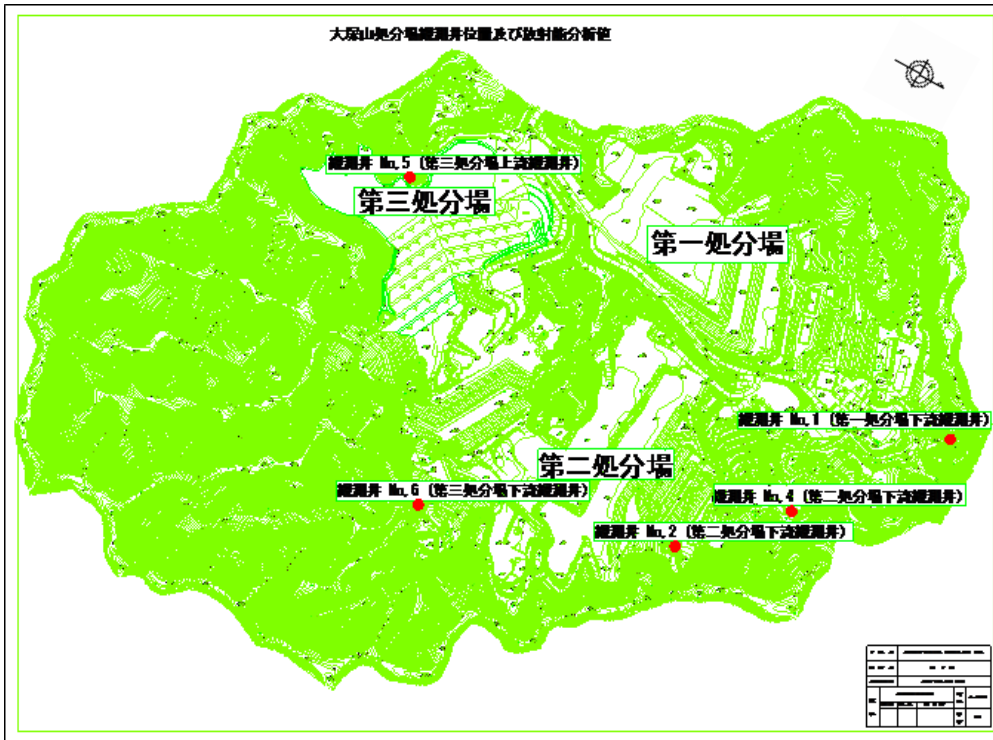 大塚山処分場観測井位置及び放射能分析値
観測井 No.5 (第三処分場上流観測井)
第三処分場
第一処分場
観測井 No.1 (第一処分場下流観測井)
第二処分場
観測井 No.6 (第三処分場下流観測井)
観測井 No.4 (第二処分場下流観測井)
観測井 No.2 (第二処分場下流観測井)